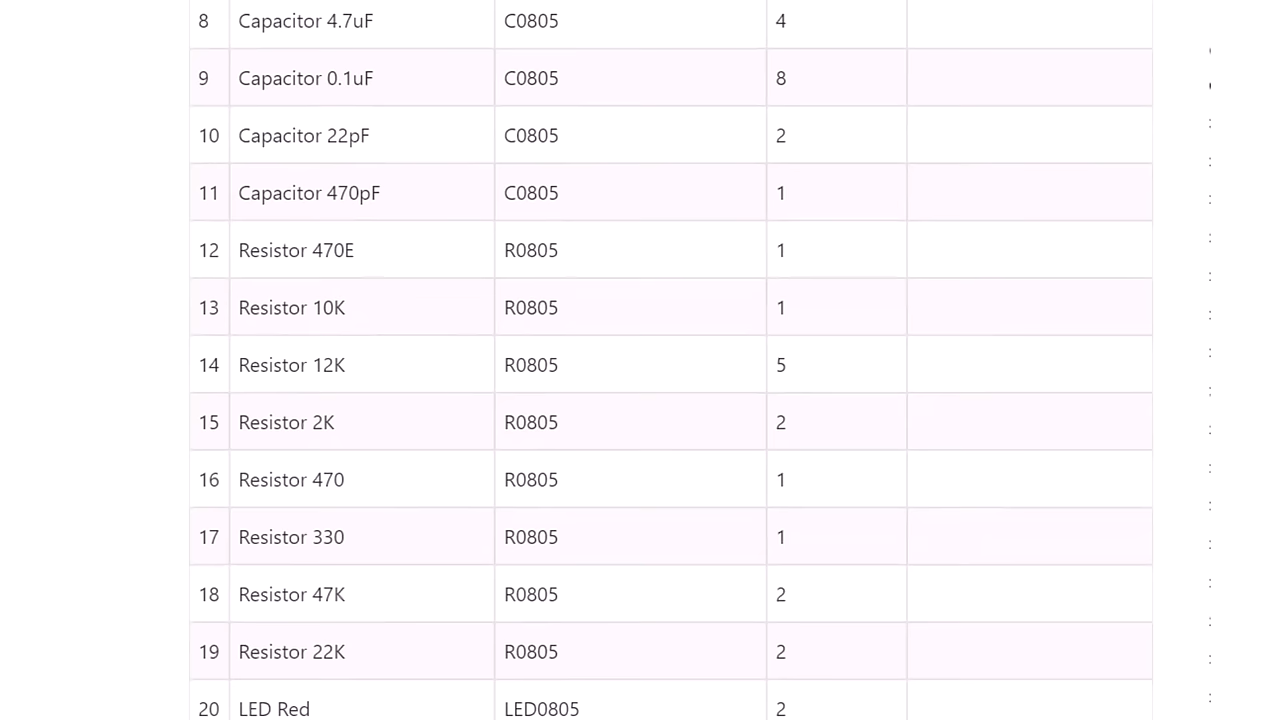 8 Capacitor 4.7uF C0805 4
9 Capacitor 0.1uF C0805 8
10 Capacitor 22pF C0805 2
11 Capacitor 470pF C0805 1
12 Resistor 470E R0805 1
13 Resistor 10K R0805 1
14 Resistor 12K R0805 5
15 Resistor 2K R0805 2
16 Resistor 470 R0805 1
17 Resistor 330 R0805 1
18 Resistor 47K R0805 2
19 Resistor 22K R0805 2
20 LED Red LED0805 2